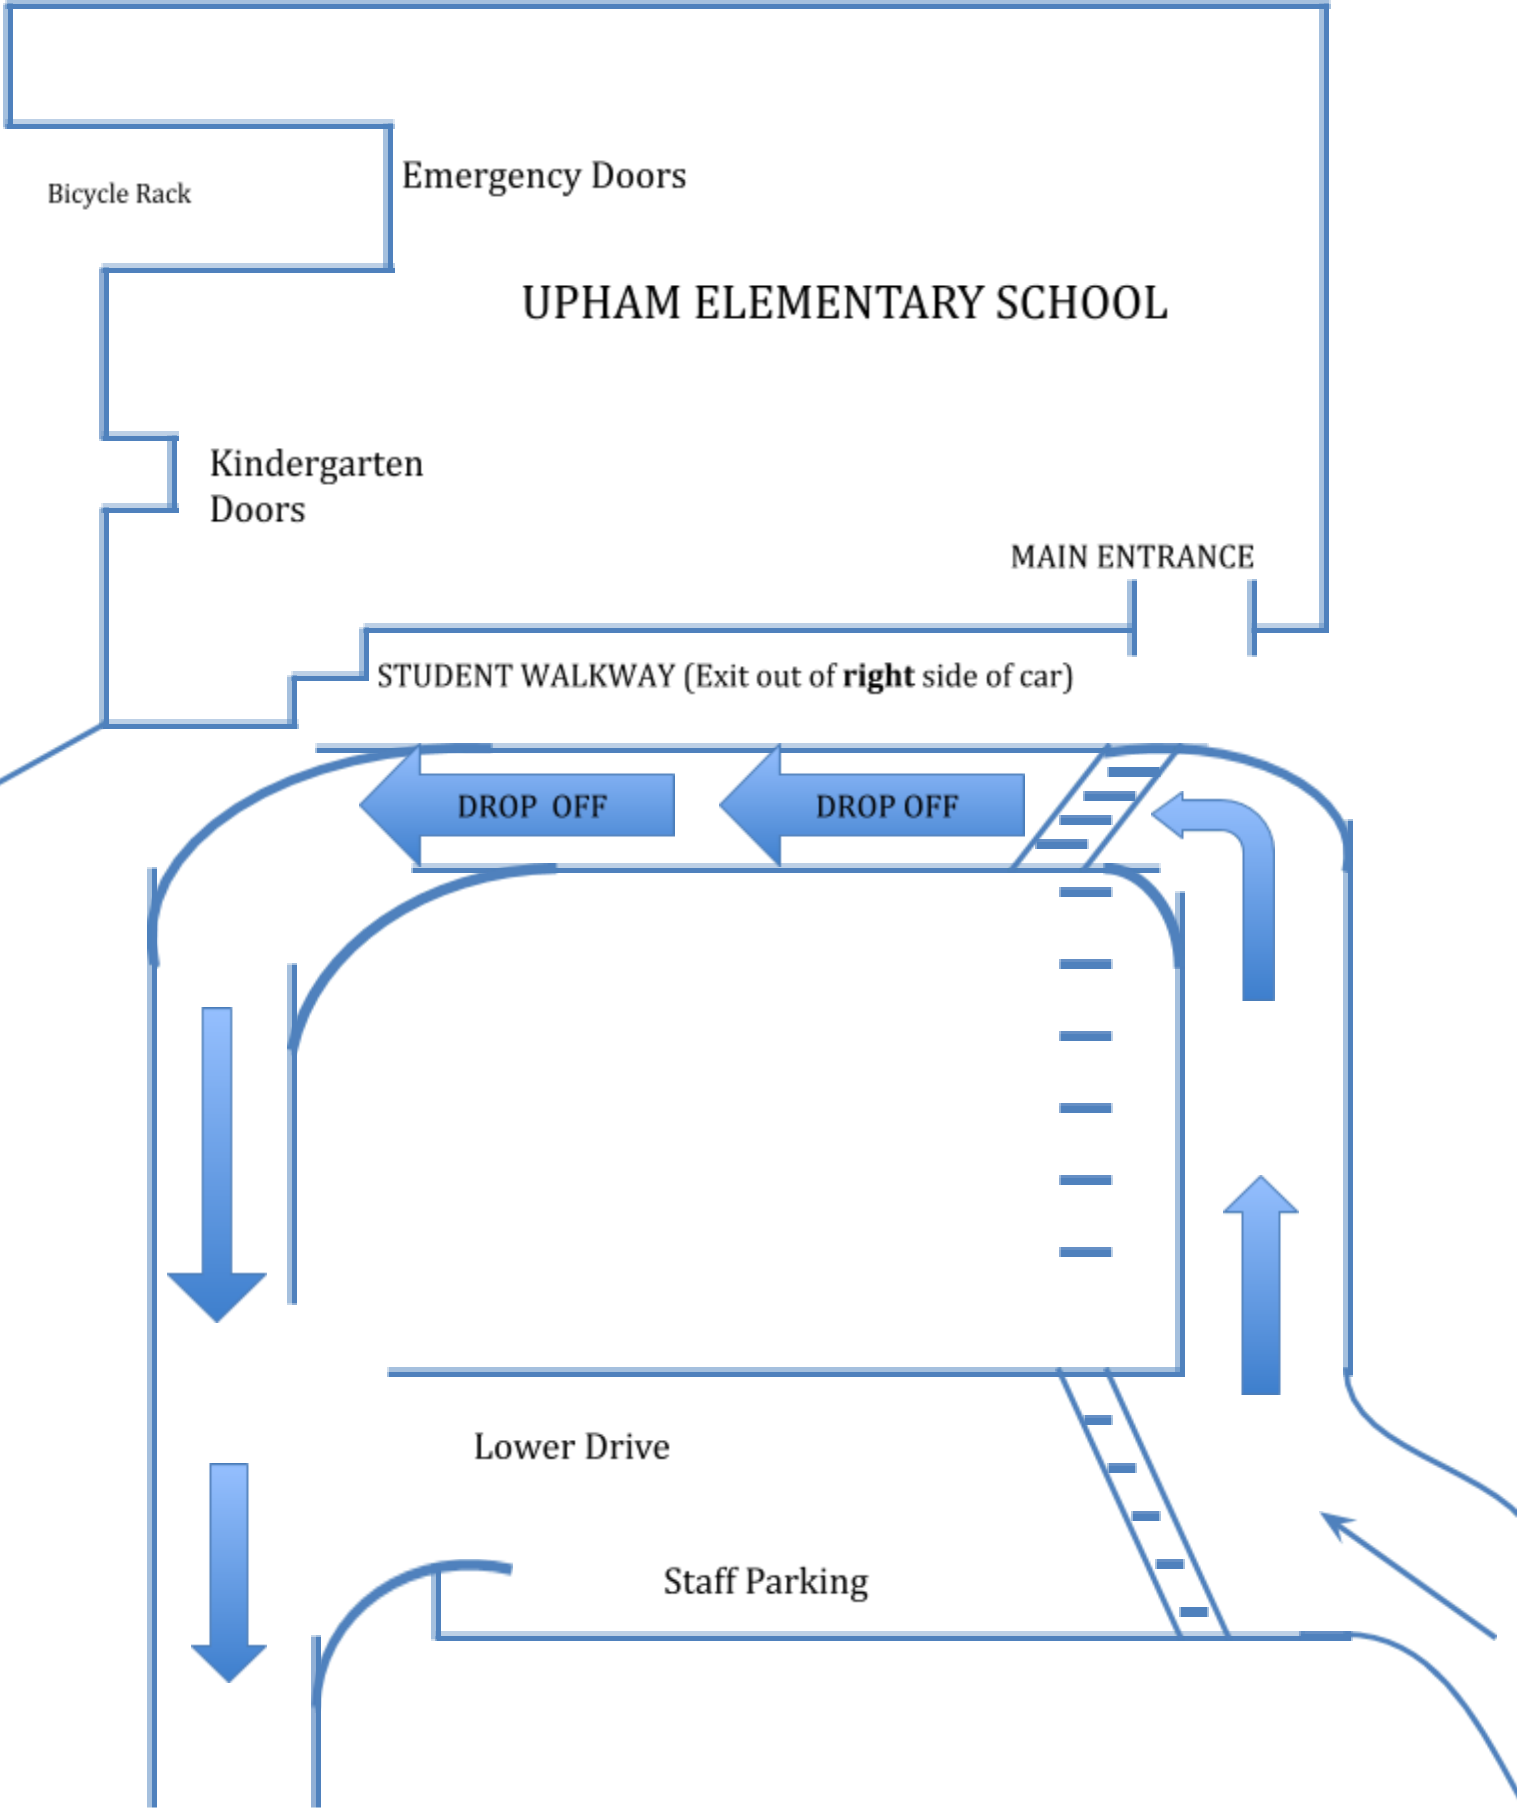 Emergency Doors
Bicycle Rack
UPHAM ELEMENTARY SCHOOL
Kindergarten
Doors
MAIN ENTRANCE
STUDENT WALKWAY (Exit out of right side of car)
DROP OFF
DROP OFF
Lower Drive
Staff Parking